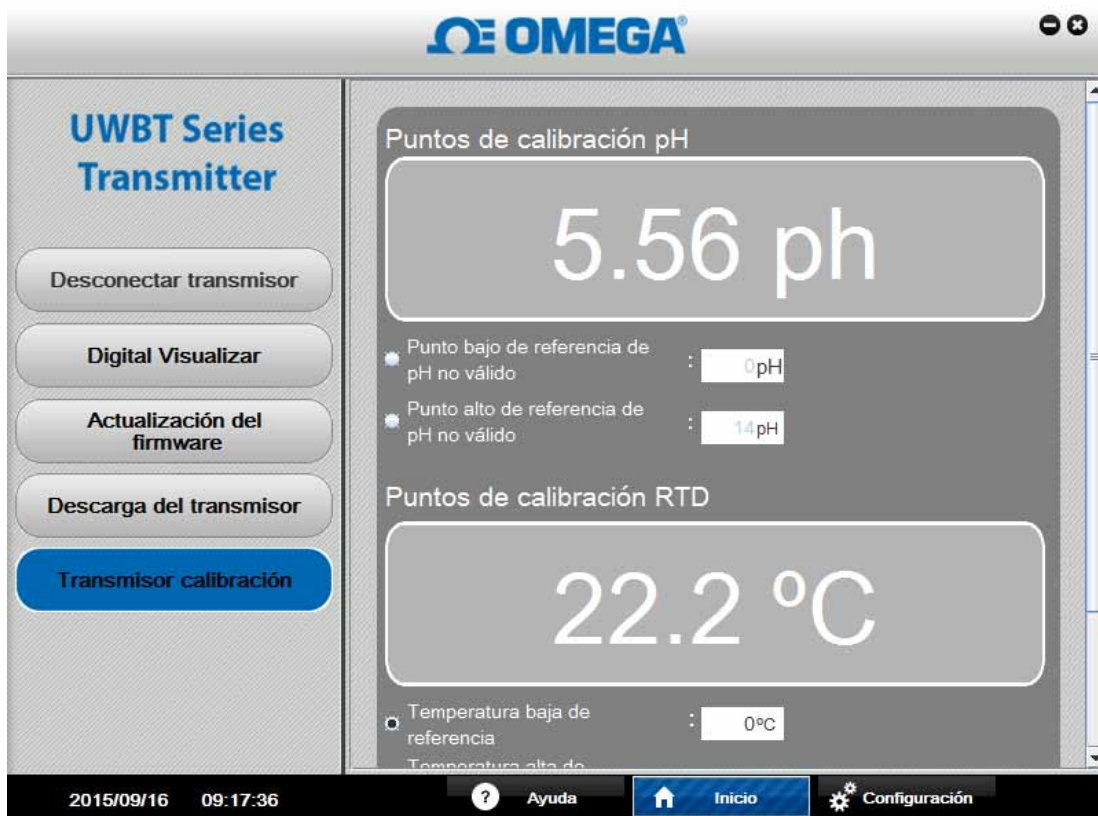 OMEGA®
UWBT Series
Transmitter
Desconectar transmisor
Digital Visualizar
Actualización del
firmware
Descarga del transmisor
Transmisor calibración
Puntos de calibración pH
5.56 ph
Punto bajo de referencia de
pH no válido : 0pH
Punto alto de referencia de
pH no válido : 14pH
Puntos de calibración RTD
22.2 ºC
Temperatura baja de
referencia : 0ºC
Temperatura alta de
2015/09/16 09:17:36 ? Ayuda Inicio Configuración